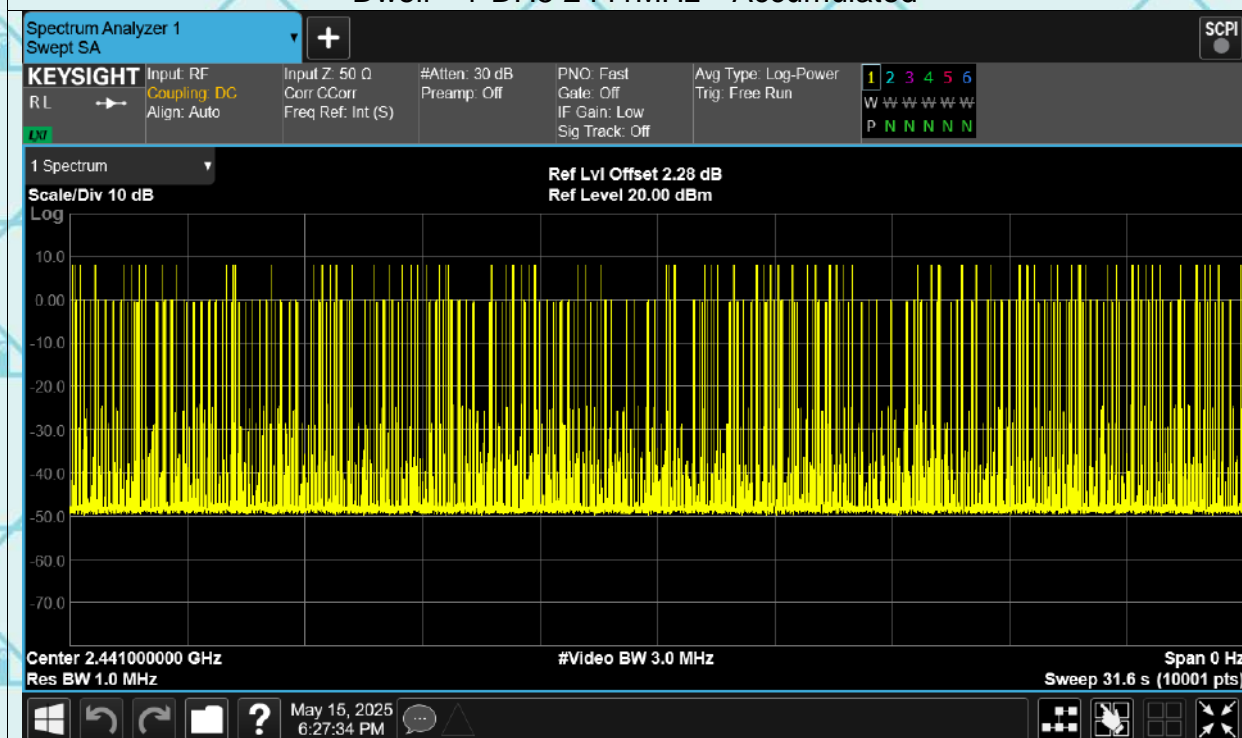 Spectrum Analyzer 1
Swept SA
+
SCPI
KEYSIGHT
R L
LXI
Input: RF
Coupling: DC
Align: Auto
Input Z: 50 Ω
Corr CCorr
Freq Ref: Int (S)
#Atten: 30 dB
Preamp: Off
PNO: Fast
Gate: Off
IF Gain: Low
Sig Track: Off
Avg Type: Log-Power
Trig: Free Run
1 2 3 4 5 6
W W W W W W
P N N N N N
1 Spectrum
Scale/Div 10 dB
Log
Ref Lvl Offset 2.28 dB
Ref Level 20.00 dBm
10.0
0.00
-10.0
-20.0
-30.0
-40.0
-50.0
-60.0
-70.0
Center 2.441000000 GHz
Res BW 1.0 MHz
#Video BW 3.0 MHz
Span 0 Hz
Sweep 31.6 s (10001 pts)
?
May 15, 2025
6:27:34 PM